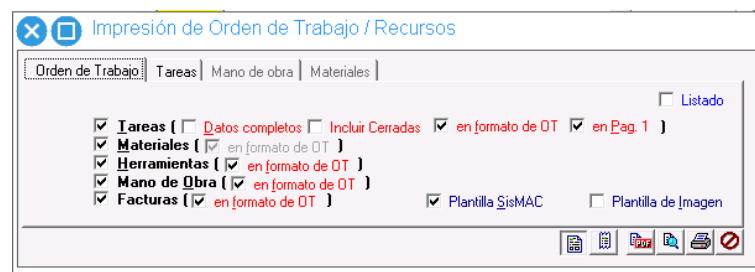 Impresión de Orden de Trabajo / Recursos
Orden de Trabajo Tareas Mano de obra Materiales
Listado
Tareas ( Datos completos Incluir Cerradas en formato de OT en Pag. 1 )
Materiales ( en formato de OT )
Herramientas ( en formato de OT )
Mano de Obra ( en formato de OT )
Facturas ( en formato de OT ) Plantilla SisMAC Plantilla de Imagen
PDF